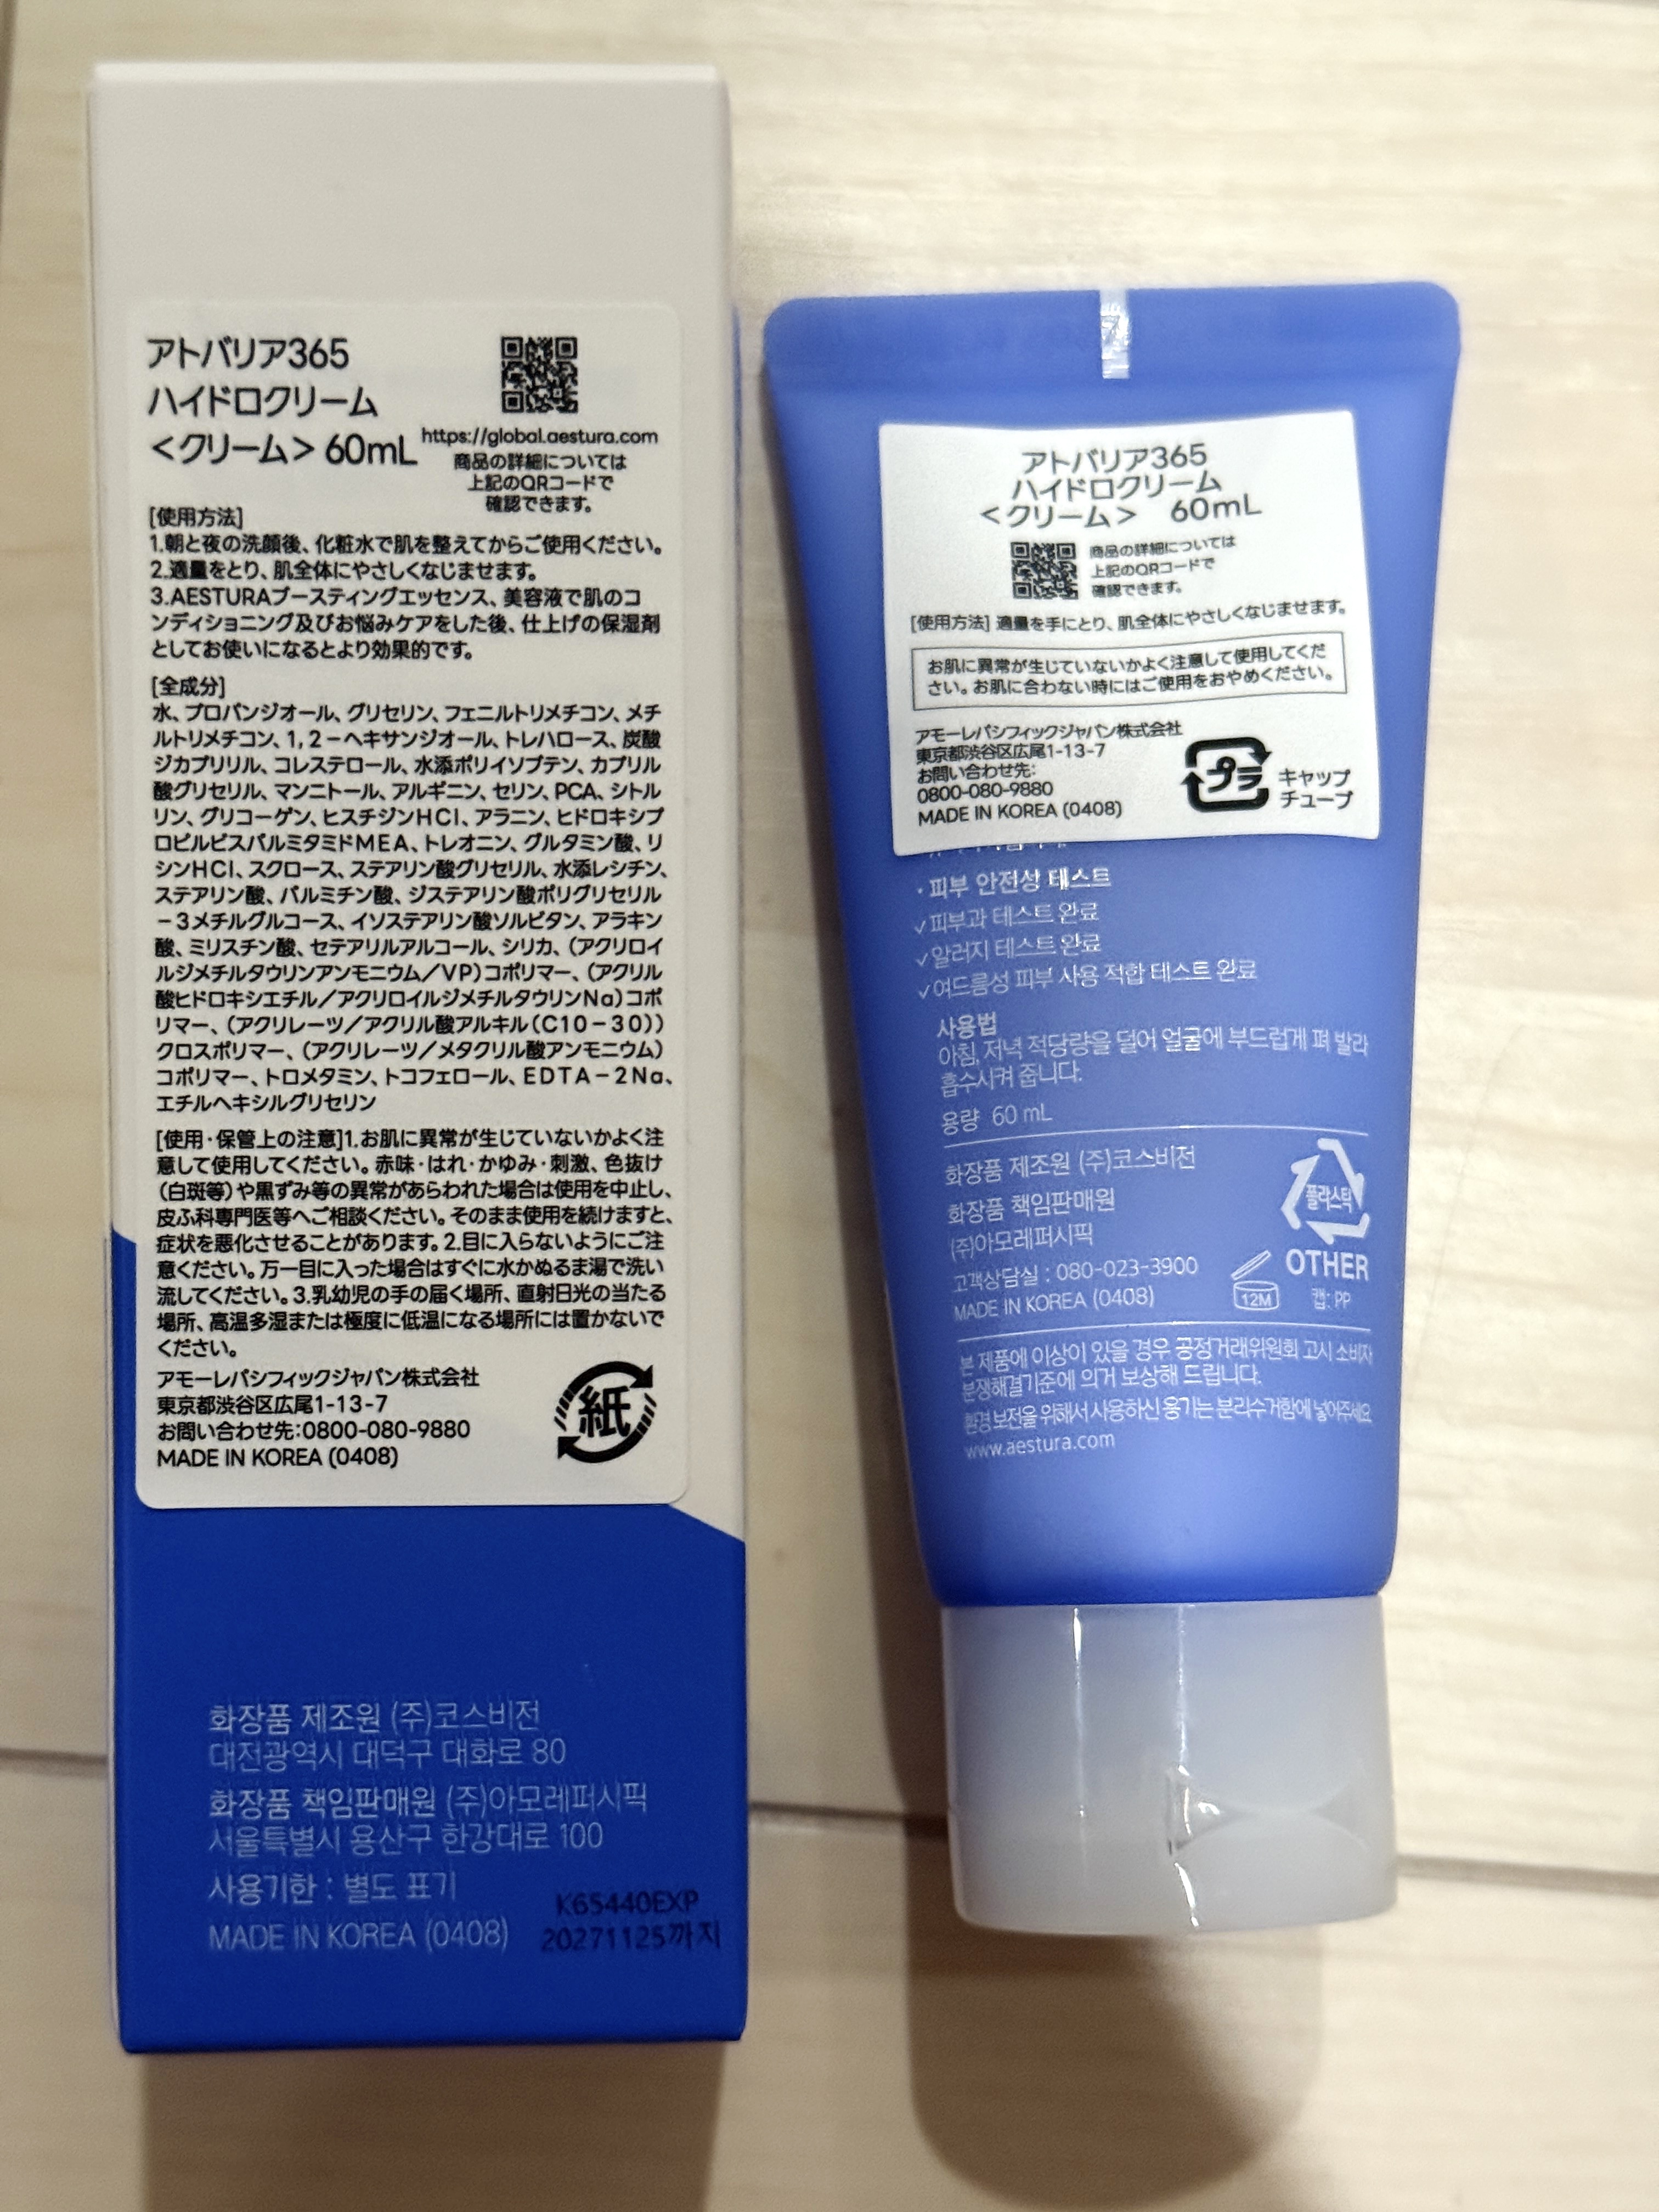 アトバリア365
ハイドロクリーム
＜クリーム＞ 60mL
https://global.aestura.com
商品の詳細については
上記のQRコードで
確認できます。
[使用方法]
1.朝と夜の洗顔後、化粧水で肌を整えてからご使用ください。
2.適量をとり、肌全体にやさしくなじませます。
3.AESTURAブースティングエッセンス、美容液で肌のコ
ンディショニング及びお悩みケアをした後、仕上げの保湿剤
としてお使いになるとより効果的です。
[全成分]
水、プロパンジオール、グリセリン、フェニルトリメチコン、メチ
ルトリメチコン、1,2－ヘキサンジオール、トレハロース、炭酸
ジカプリリル、コレステロール、水添ポリイソブテン、カプリル
酸グリセリル、マンニトール、アルギニン、セリン、PCA、シトル
リン、グリコーゲン、ヒスチジンHCl、アラニン、ヒドロキシプ
ロピルビスパルミタミドMEA、トレオニン、グルタミン酸、リ
シンHCl、スクロース、ステアリン酸グリセリル、水添レシチン、
ステアリン酸、パルミチン酸、ジステアリン酸ポリグリセリル
－3メチルグルコース、イソステアリン酸ソルビタン、アラキン
酸、ミリスチン酸、セテアリルアルコール、シリカ、（アクリロイ
ルジメチルタウリンアンモニウム／VP）コポリマー、（アクリル
酸ヒドロキシエチル／アクリロイルジメチルタウリンNa）コポ
リマー、（アクリレーツ／アクリル酸アルキル（C10－30））
クロスポリマー、（アクリレーツ／メタクリル酸アンモニウム）
コポリマー、トロメタミン、トコフェロール、EDTA－2Na、
エチルヘキシルグリセリン
[使用・保管上の注意]1.お肌に異常が生じていないかよく注
意して使用してください。赤味・はれ・かゆみ・刺激、色抜け
（白斑等）や黒ずみ等の異常があらわれた場合は使用を中止し、
皮ふ科専門医等へご相談ください。そのまま使用を続けますと、
症状を悪化させることがあります。2.目に入らないようにご注
意ください。万一目に入った場合はすぐに水かぬるま湯で洗い
流してください。3.乳幼児の手の届く場所、直射日光の当たる
場所、高温多湿または極度に低温になる場所には置かないで
ください。
アモーレパシフィックジャパン株式会社
東京都渋谷区広尾1-13-7
お問い合わせ先：0800-080-9880
MADE IN KOREA (0408)
紙
화장품 제조원 (주)코스비전
대전광역시 대덕구 대화로 80
화장품 책임판매원 (주)아모레퍼시픽
서울특별시 용산구 한강대로 100
사용기한 : 별도 표기
MADE IN KOREA (0408)
K65440EXP
20271125까지
アトバリア365
ハイドロクリーム
＜クリーム＞ 60mL
商品の詳細については
上記のQRコードで
確認できます。
[使用方法] 適量を手にとり、肌全体にやさしくなじませます。
お肌に異常が生じていないかよく注意して使用してくだ
さい。お肌に合わない時にはご使用をおやめください。
アモーレパシフィックジャパン株式会社
東京都渋谷区広尾1-13-7
お問い合わせ先：
0800-080-9880
MADE IN KOREA (0408)
プラ
キャップ
チューブ
・피부 안전성 테스트
✓피부과 테스트 완료
✓알러지 테스트 완료
✓여드름성 피부 사용 적합 테스트 완료
사용법
아침, 저녁 적당량을 덜어 얼굴에 부드럽게 펴 발라
흡수시켜 줍니다.
용량 60 mL
화장품 제조원 (주)코스비전
화장품 책임판매원
(주)아모레퍼시픽
고객상담실 : 080-023-3900
MADE IN KOREA (0408)
12M
플라스틱
OTHER
캡: PP
본 제품에 이상이 있을 경우 공정거래위원회 고시 소비자
분쟁해결기준에 의거 보상해 드립니다.
환경 보전을 위해서 사용하신 용기는 분리수거함에 넣어주세요
www.aestura.com